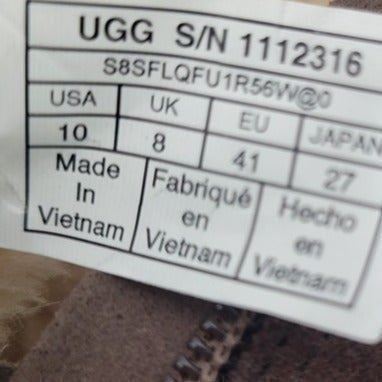 UGG S/N 1112316
S8SFLQFU1R56W@0
USA UK EU JAPAN
10 8 41 27
Made In Vietnam
Fabriqué en Vietnam
Hecho en Vietnam